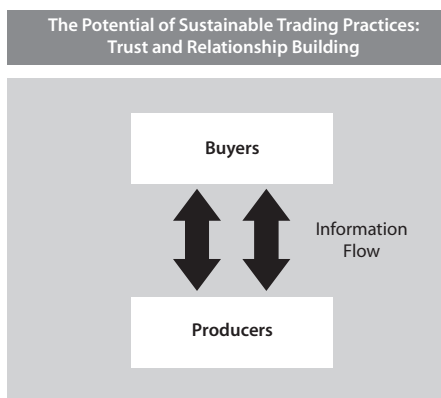 The Potential of Sustainable Trading Practices:
Trust and Relationship Building
Buyers
Information
Flow
Producers